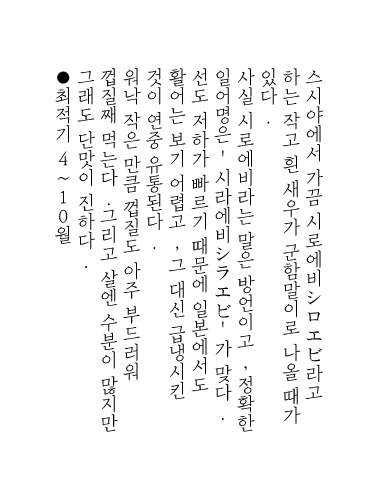 스시야에서 가끔 시로에비シロエビ라고
하는 작고 흰 새우가 군함말이로 나올 때가
있다.
사실 시로에비라는 말은 방언이고, 정확한
일어명은 '시라에비シラエビ' 가 맞다.
선도 저하가 빠르기 때문에 일본에서도
활어는 보기 어렵고, 그 대신 급냉시킨
것이 연중 유통된다.
워낙 작은 만큼 껍질도 아주 부드러워
껍질째 먹는다. 그리고 살엔 수분이 많지만
그래도 단맛이 진하다.
●최적기 4~10월